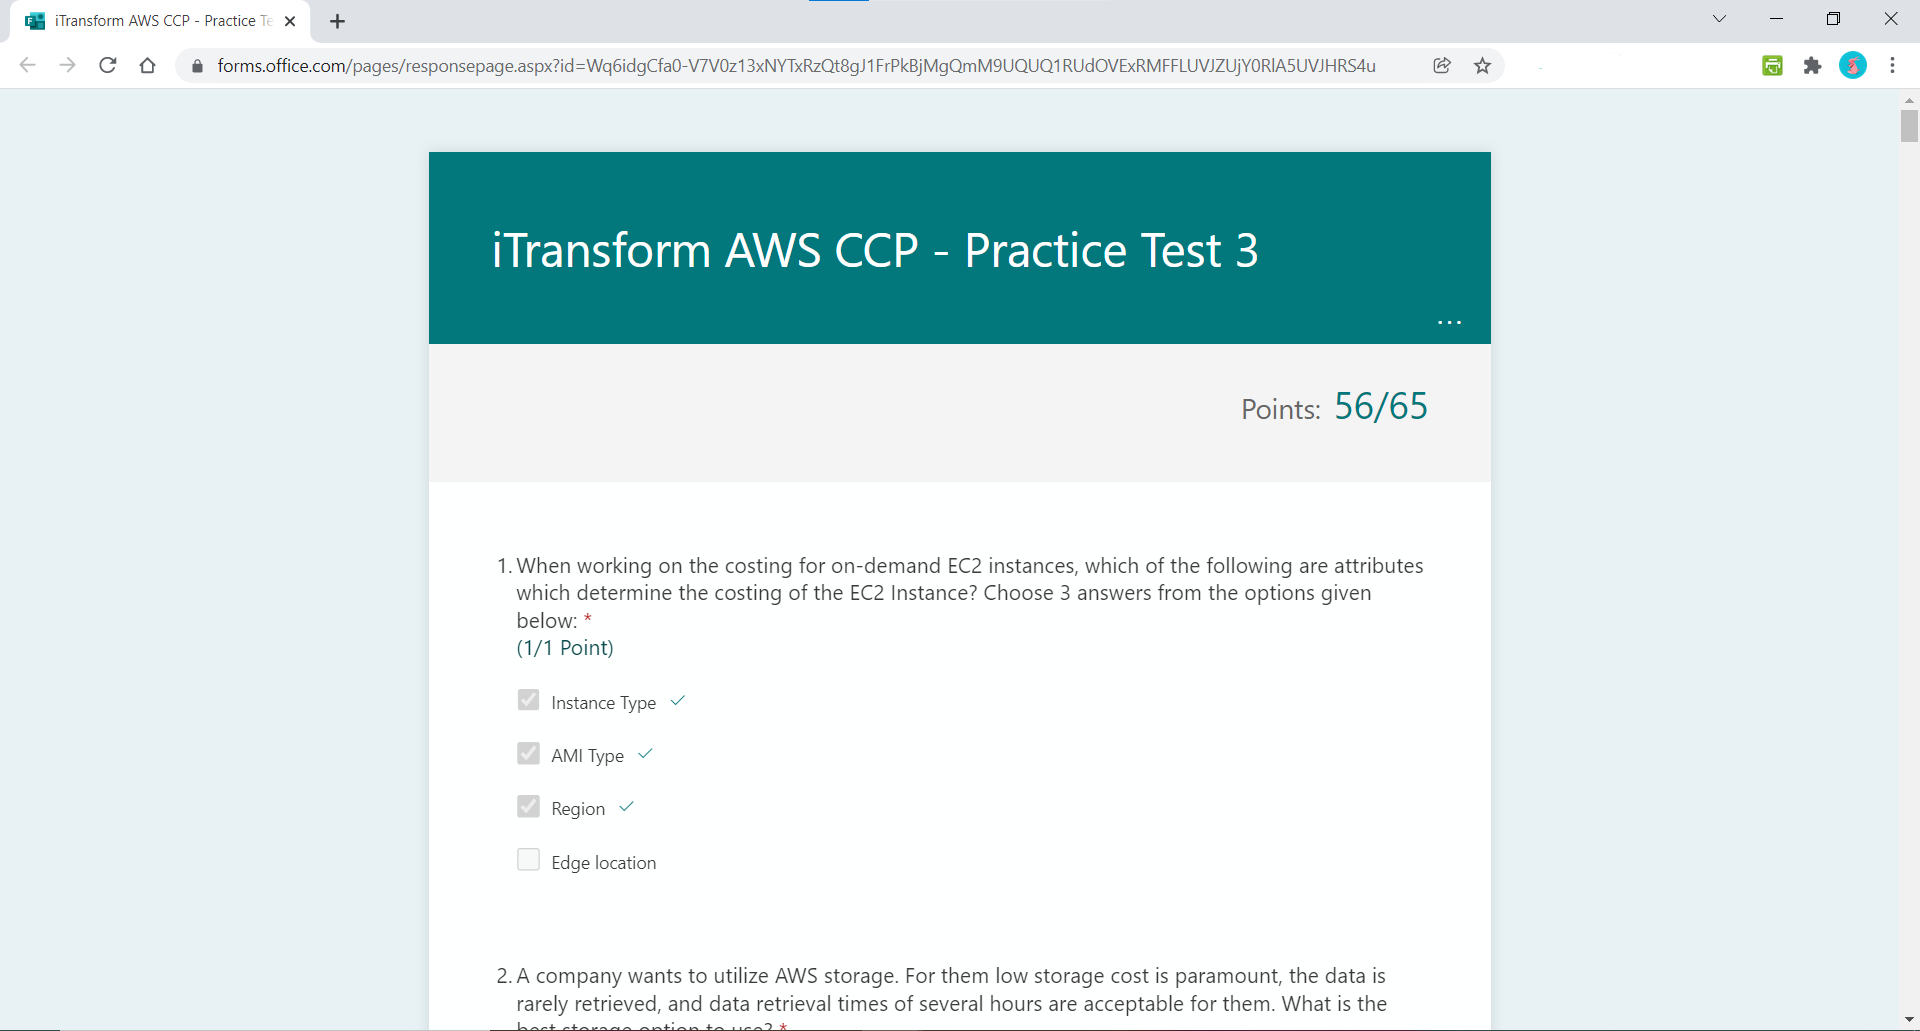 iTransform AWS CCP - Practice Te
forms.office.com/pages/responsepage.aspx?id=Wq6idgCfa0-V7V0z13xNYTxRzQt8gJ1FrPkBjMgQmM9UQUQ1RUdOVExRMFFLUVJZUjY0RlA5UVJHRS4u
iTransform AWS CCP - Practice Test 3
...
Points: 56/65
1. When working on the costing for on-demand EC2 instances, which of the following are attributes
which determine the costing of the EC2 Instance? Choose 3 answers from the options given
below: *
(1/1 Point)
Instance Type
AMI Type
Region
Edge location
2. A company wants to utilize AWS storage. For them low storage cost is paramount, the data is
rarely retrieved, and data retrieval times of several hours are acceptable for them. What is the
best storage option to use? *